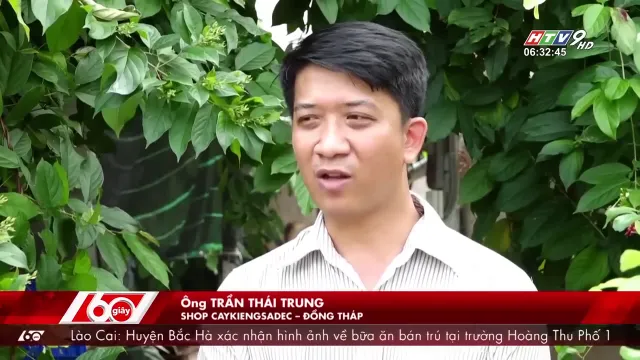 HTV9 HD
06:32:45
Ông TRẦN THÁI TRUNG
SHOP CAYKIENGSADEC – ĐỒNG THÁP
60 giây
60 Lào Cai: Huyện Bắc Hà xác nhận hình ảnh về bữa ăn bán trú tại trường Hoàng Thu Phố 1